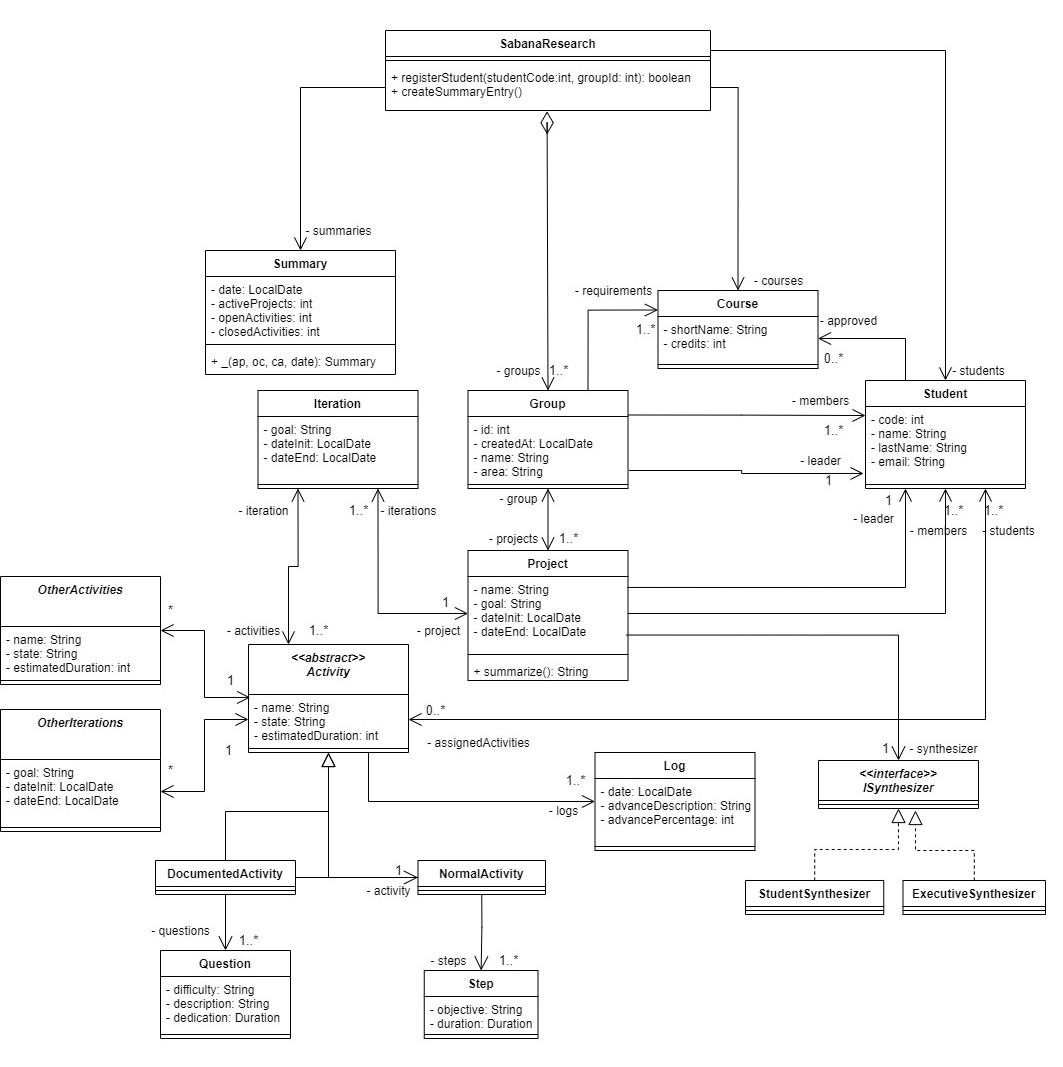 SabanaResearch
+ registerStudent(studentCode:int, groupId: int): boolean
+ createSummaryEntry()
- summaries
Summary
- date: LocalDate
- activeProjects: int
- openActivities: int
- closedActivities: int
+ _(ap, oc, ca, date): Summary
- courses
- requirements
1..*
Course
- shortName: String
- credits: int
- approved
0..*
- groups
1..*
- students
Iteration
- goal: String
- dateInit: LocalDate
- dateEnd: LocalDate
Group
- id: int
- createdAt: LocalDate
- name: String
- area: String
- members
1..*
- leader
1
Student
- code: int
- name: String
- lastName: String
- email: String
- iteration
1..*
- iterations
- group
- projects
1..*
1
- leader
1..*
- members
1..*
- students
Project
- name: String
- goal: String
- dateInit: LocalDate
- dateEnd: LocalDate
+ summarize(): String
1
- project
OtherActivities
- name: String
- state: String
- estimatedDuration: int
*
1
- activities
1..*
<<abstract>>
Activity
- name: String
- state: String
- estimatedDuration: int
0..*
- assignedActivities
OtherIterations
- goal: String
- dateInit: LocalDate
- dateEnd: LocalDate
1
*
1..*
- logs
Log
- date: LocalDate
- advanceDescription: String
- advancePercentage: int
1
- synthesizer
<<interface>>
ISynthesizer
StudentSynthesizer
ExecutiveSynthesizer
DocumentedActivity
1
- activity
NormalActivity
- questions
1..*
Question
- difficulty: String
- description: String
- dedication: Duration
- steps
1..*
Step
- objective: String
- duration: Duration